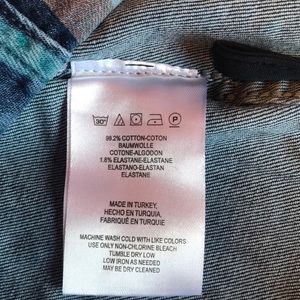 30°
P
98.2% COTTON-COTON
BAUMWOLLE
COTONE-ALGODON
1.8% ELASTANE-ELASTAN
ELASTANO-ELASTAN
ELASTANE
MADE IN TURKEY.
HECHO EN TURQUIA,
FABRIQUÉ EN TURQUIE
MACHINE WASH COLD WITH LIKE COLORS
USE ONLY NON-CHLORINE BLEACH
TUMBLE DRY LOW
LOW IRON AS NEEDED
MAY BE DRY CLEANED